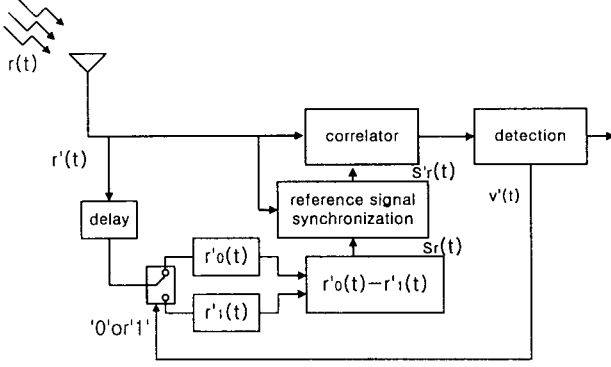 r(t)
correlator
detection
r'(t)
s'r(t)
v'(t)
reference signal
synchronization
delay
sr(t)
r'0(t)
r'0(t)−r'1(t)
r'1(t)
'0'or'1'